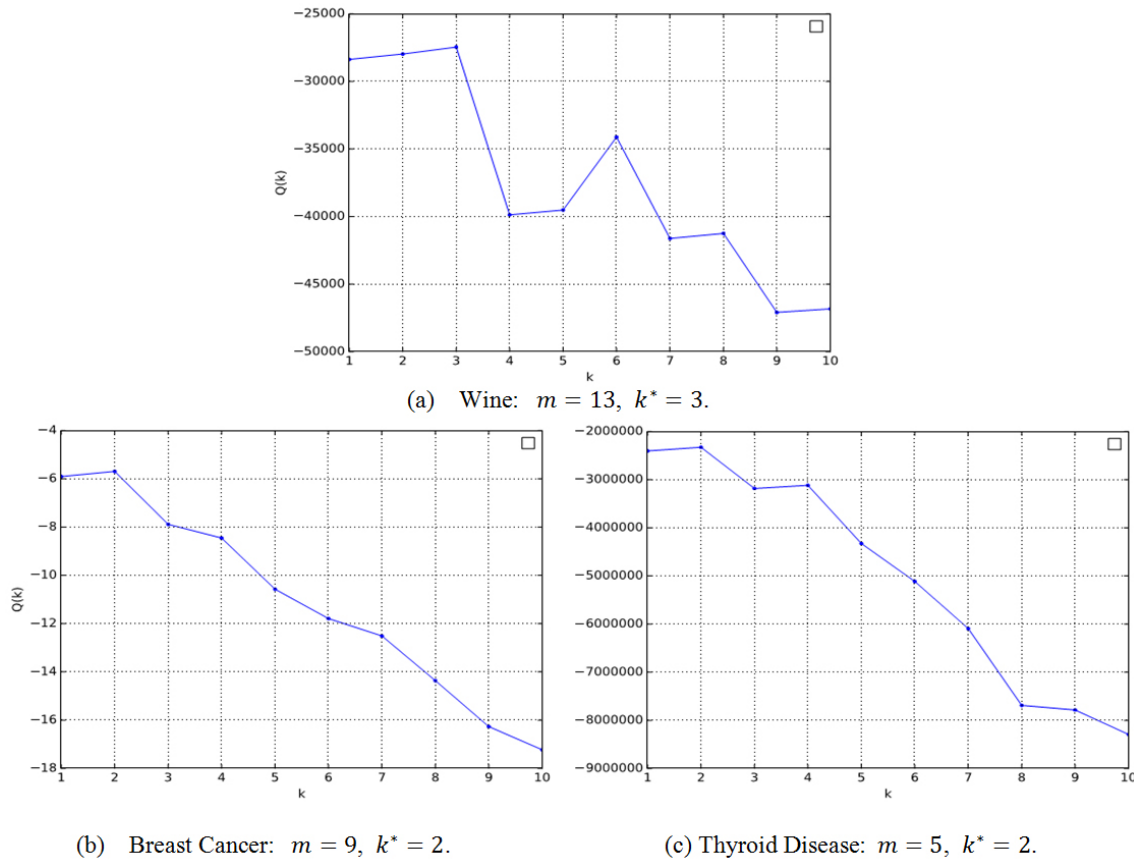 −25000
−30000
−35000
−40000
−45000
−50000
Q(k)
1 2 3 4 5 6 7 8 9 10
k
(a) Wine: m = 13, k* = 3.
−4
−6
−8
−10
−12
−14
−16
−18
Q(k)
1 2 3 4 5 6 7 8 9 10
k
−2000000
−3000000
−4000000
−5000000
−6000000
−7000000
−8000000
−9000000
1 2 3 4 5 6 7 8 9 10
k
(b) Breast Cancer: m = 9, k* = 2.
(c) Thyroid Disease: m = 5, k* = 2.